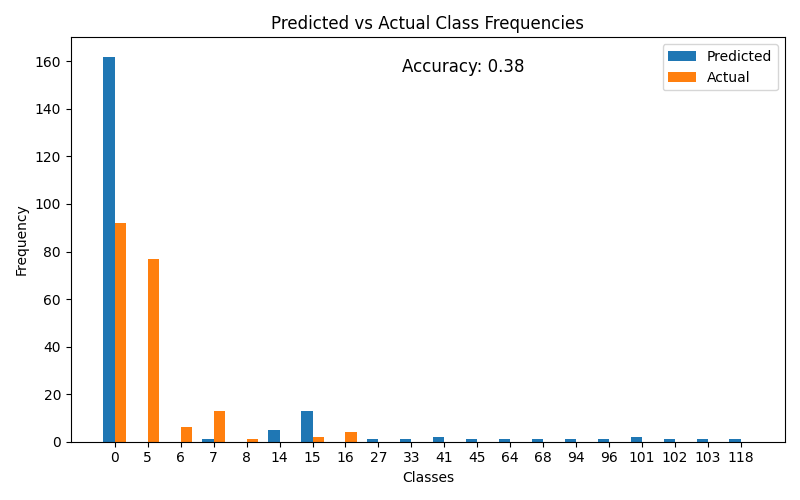 Predicted vs Actual Class Frequencies
Accuracy: 0.38
Predicted
Actual
Frequency
160
140
120
100
80
60
40
20
0
0 5 6 7 8 14 15 16 27 33 41 45 64 68 94 96 101 102 103 118
Classes